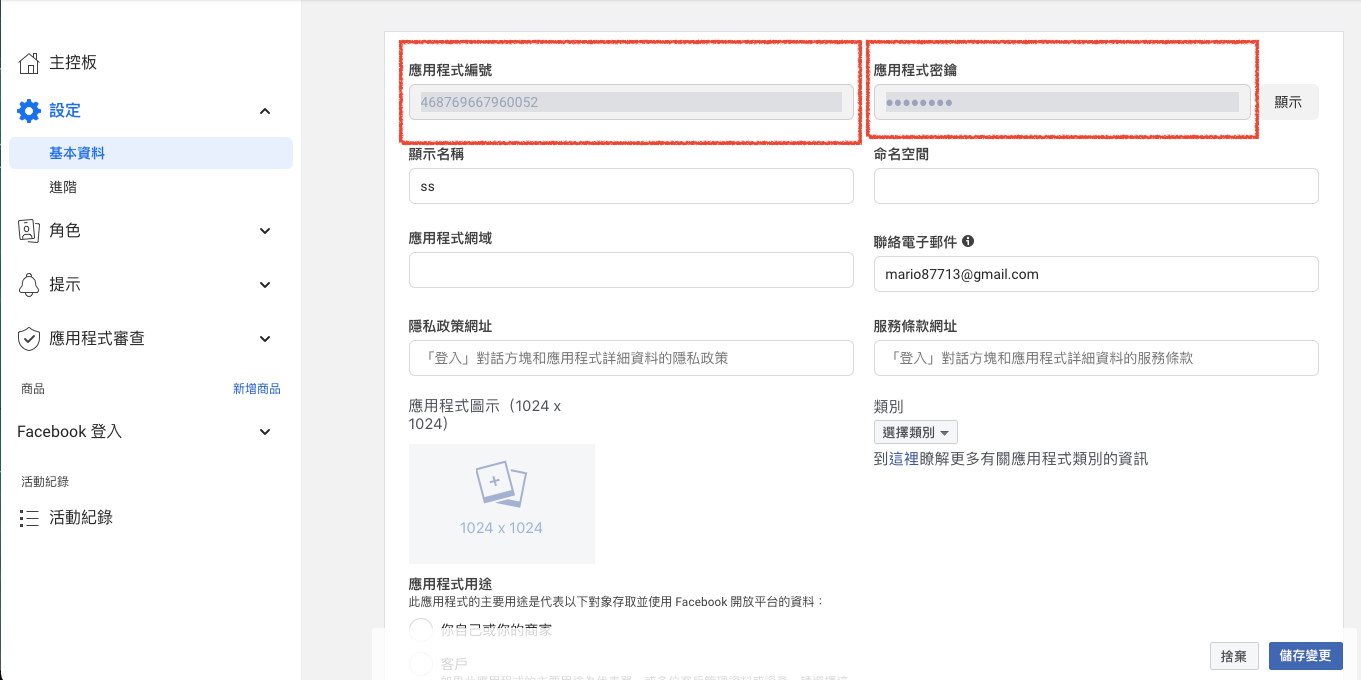 主控板
設定
基本資料
進階
角色
提示
應用程式審查
商品
新增商品
Facebook 登入
活動紀錄
活動紀錄
應用程式編號
應用程式密鑰
468769667960052
●●●●●●●●
顯示
顯示名稱
命名空間
ss
應用程式網域
聯絡電子郵件
mario87713@gmail.com
隱私政策網址
服務條款網址
「登入」對話方塊和應用程式詳細資料的隱私政策
「登入」對話方塊和應用程式詳細資料的服務條款
應用程式圖示（1024 x
1024）
類別
選擇類別
到這裡瞭解更多有關應用程式類別的資訊
1024 x 1024
應用程式用途
此應用程式的主要用途是代表以下對象存取並使用 Facebook 開放平台的資料：
你自己或你的商家
客戶
捨棄
儲存變更